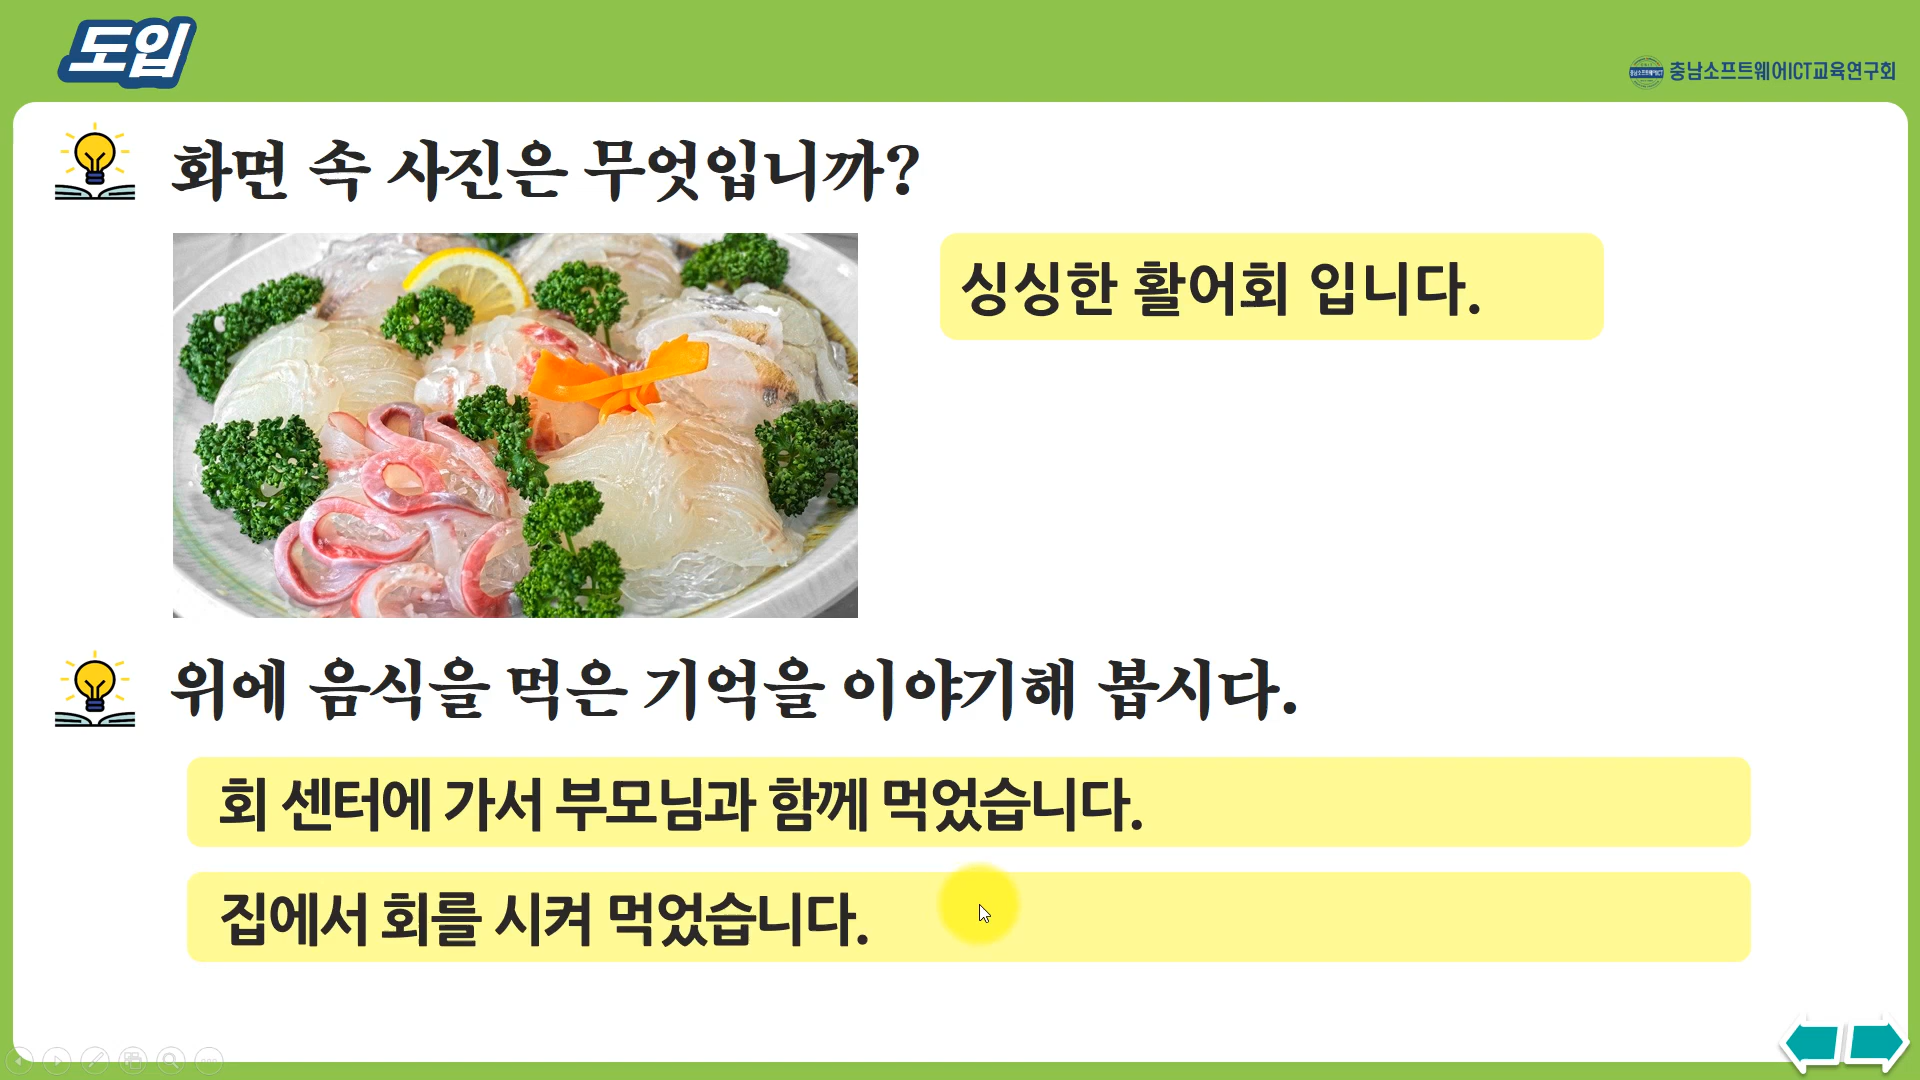 도입
충남소프트웨어ICT교육연구회
화면 속 사진은 무엇입니까?
싱싱한 활어회 입니다.
위에 음식을 먹은 기억을 이야기해 봅시다.
회 센터에 가서 부모님과 함께 먹었습니다.
집에서 회를 시켜 먹었습니다.